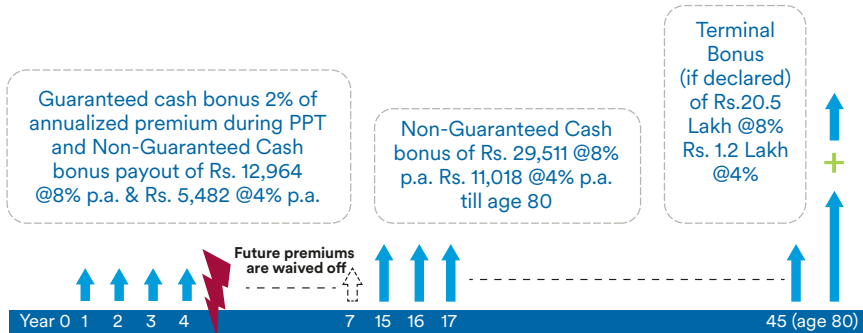 Guaranteed cash bonus 2% of
annualized premium during PPT
and Non-Guaranteed Cash
bonus payout of Rs. 12,964
@8% p.a. & Rs. 5,482 @4% p.a.
Non-Guaranteed Cash
bonus of Rs. 29,511 @8%
p.a. Rs. 11,018 @4% p.a.
till age 80
Terminal
Bonus
(if declared)
of Rs.20.5
Lakh @8%
Rs. 1.2 Lakh
@4%
+
Future premiums
are waived off
Year 0 1 2 3 4 7 15 16 17 45 (age 80)